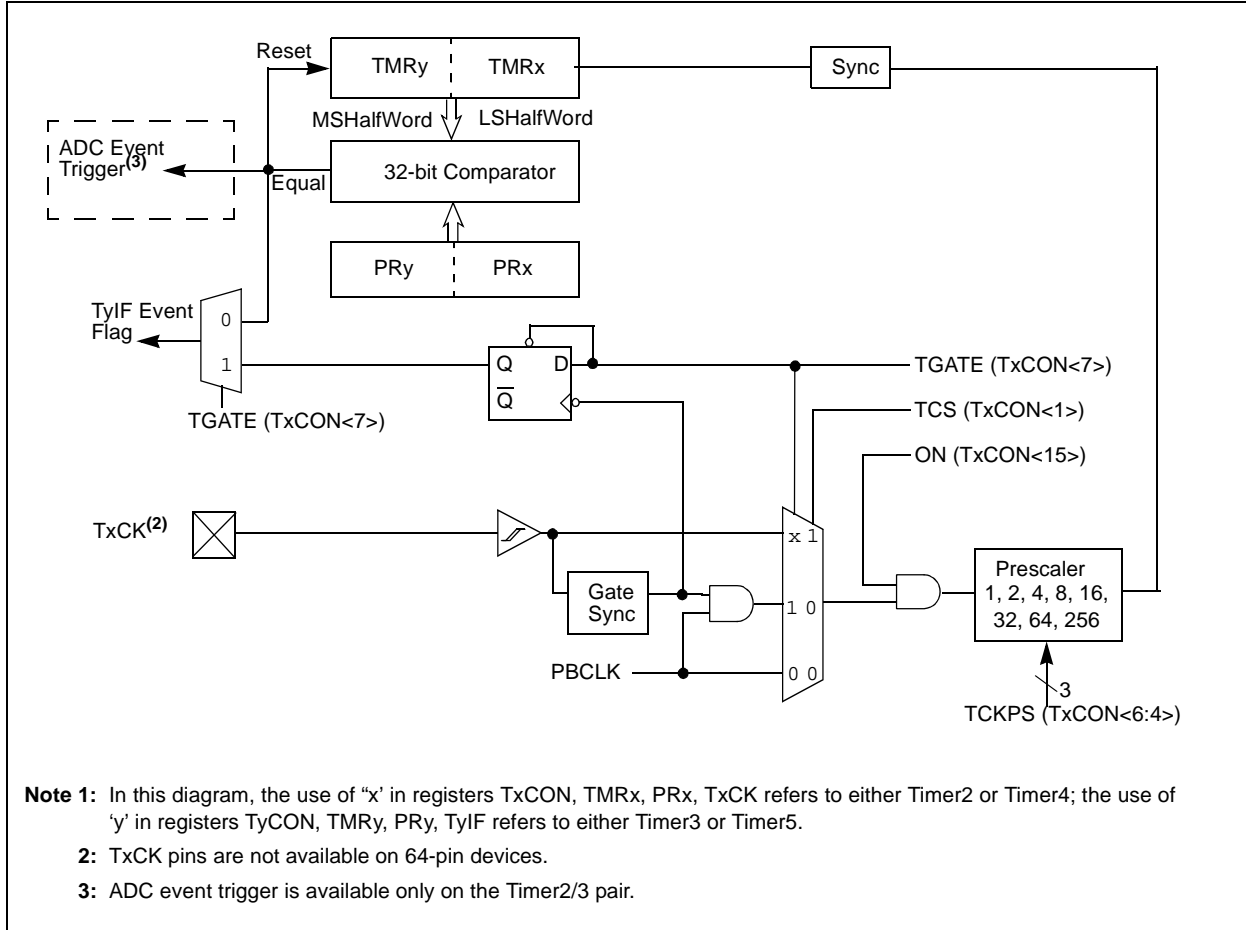 Reset
TMRy TMRx
Sync
MSHalfWord LSHalfWord
ADC Event
Trigger(3)
Equal
32-bit Comparator
PRy PRx
TyIF Event
Flag
0
1
TGATE (TxCON<7>)
Q D
Q̅
TGATE (TxCON<7>)
TCS (TxCON<1>)
ON (TxCON<15>)
TxCK(2)
x 1
Gate
Sync
1 0
Prescaler
1, 2, 4, 8, 16,
32, 64, 256
PBCLK
0 0
3
TCKPS (TxCON<6:4>)
Note 1: In this diagram, the use of “x’ in registers TxCON, TMRx, PRx, TxCK refers to either Timer2 or Timer4; the use of
‘y’ in registers TyCON, TMRy, PRy, TyIF refers to either Timer3 or Timer5.
2: TxCK pins are not available on 64-pin devices.
3: ADC event trigger is available only on the Timer2/3 pair.